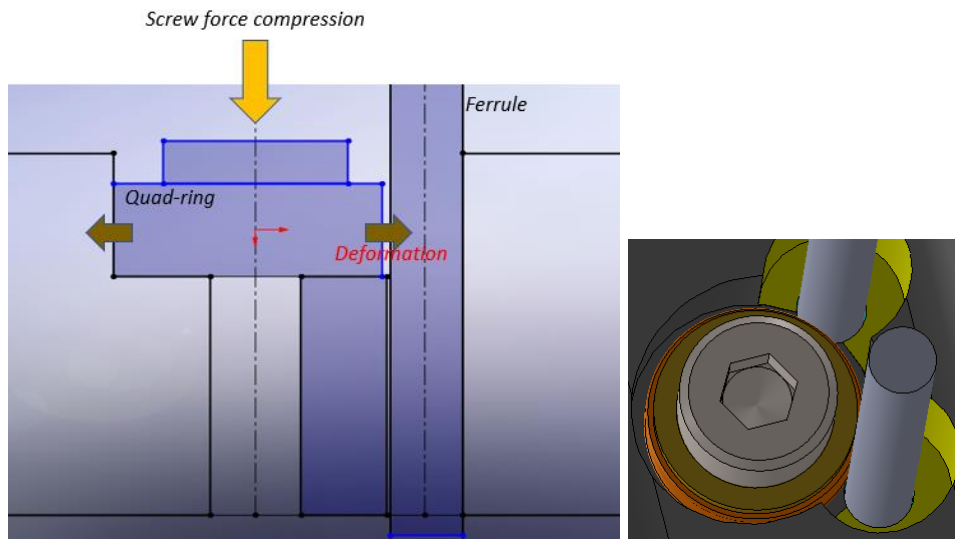 Screw force compression
Ferrule
Quad-ring
Deformation